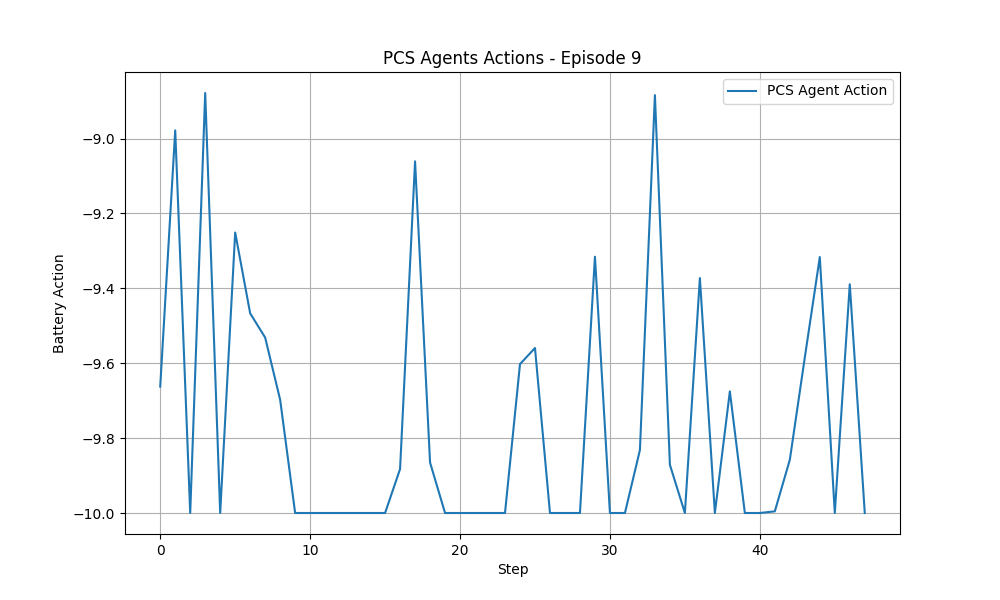 PCS Agents Actions - Episode 9
PCS Agent Action
−9.0
−9.2
−9.4
−9.6
−9.8
−10.0
Battery Action
0 10 20 30 40
Step